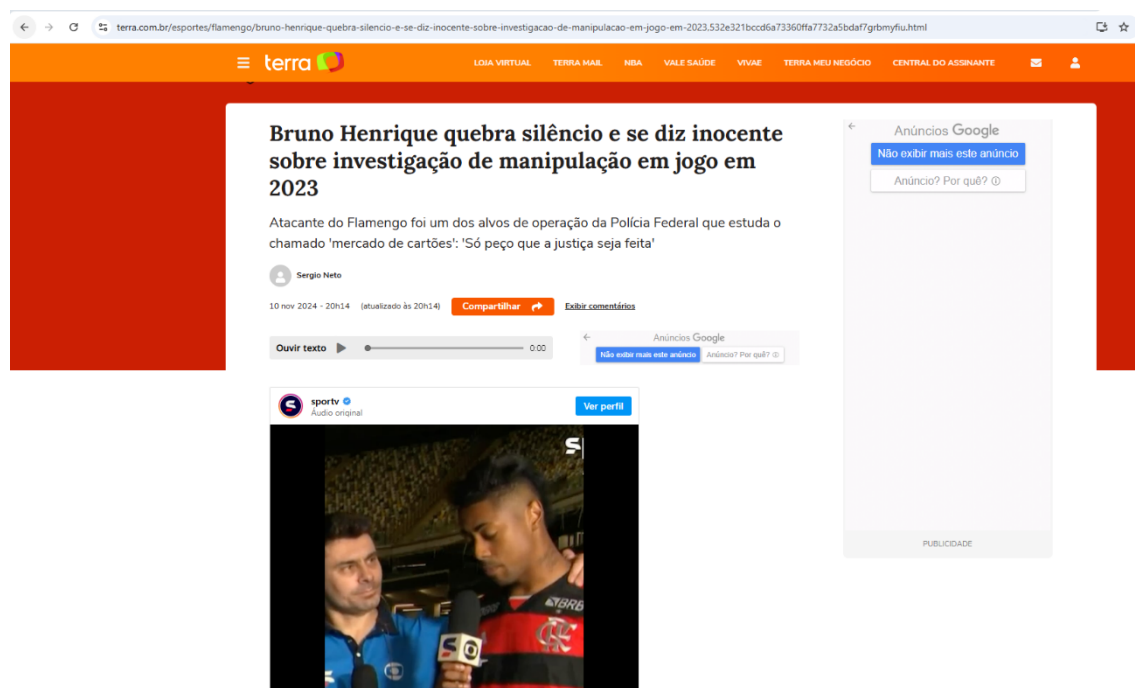 terra.com.br/esportes/flamengo/bruno-henrique-quebra-silencio-e-se-diz-inocente-sobre-investigacao-de-manipulacao-em-jogo-em-2023,532e321bccd6a73360ffa7732a5bdaf7grbmyfiu.html
terra LOJA VIRTUAL TERRA MAIL NBA VALE SAÚDE VIVAE TERRA MEU NEGÓCIO CENTRAL DO ASSINANTE
Bruno Henrique quebra silêncio e se diz inocente
sobre investigação de manipulação em jogo em
2023
Atacante do Flamengo foi um dos alvos de operação da Polícia Federal que estuda o
chamado 'mercado de cartões': 'Só peço que a justiça seja feita'
Sergio Neto
10 nov 2024 - 20h14 (atualizado às 20h14) Compartilhar Exibir comentários
Ouvir texto 0:00
Anúncios Google
Não exibir mais este anúncio Anúncio? Por quê?
sportv
Áudio original
Ver perfil
BRB
Anúncios Google
Não exibir mais este anúncio
Anúncio? Por quê?
PUBLICIDADE